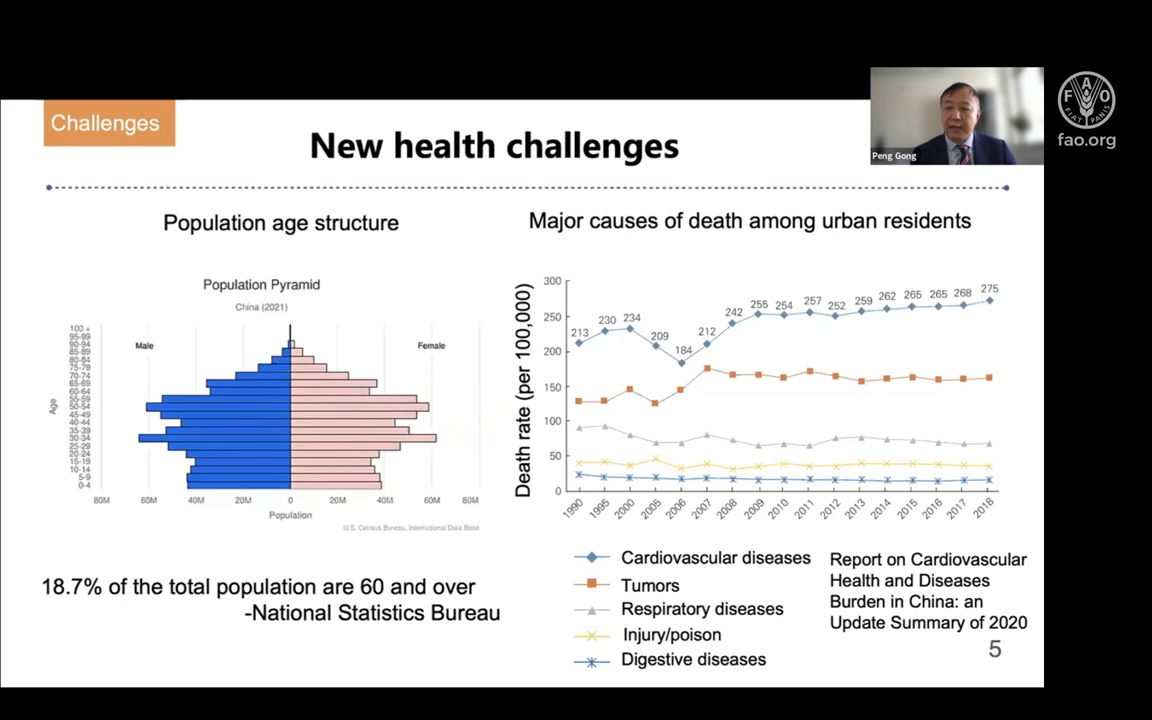 Challenges
New health challenges
Peng Gong
FAO
FIAT PANIS
fao.org
Population age structure
Population Pyramid
China (2021)
Male
Female
Age
100 +
95-99
90-94
85-89
80-84
75-79
70-74
65-69
60-64
55-59
50-54
45-49
40-44
35-39
30-34
25-29
20-24
15-19
10-14
5-9
0-4
80M 60M 40M 20M 0 20M 40M 60M 80M
Population
U.S. Census Bureau, International Data Base
18.7% of the total population are 60 and over
-National Statistics Bureau
Major causes of death among urban residents
Death rate (per 100,000)
300
250
200
150
100
50
0
213 230 234 209 184 212 242 255 254 257 252 259 262 265 265 268 275
1990 1995 2000 2005 2006 2007 2008 2009 2010 2011 2012 2013 2014 2015 2016 2017 2018
Cardiovascular diseases
Tumors
Respiratory diseases
Injury/poison
Digestive diseases
Report on Cardiovascular
Health and Diseases
Burden in China: an
Update Summary of 2020
5